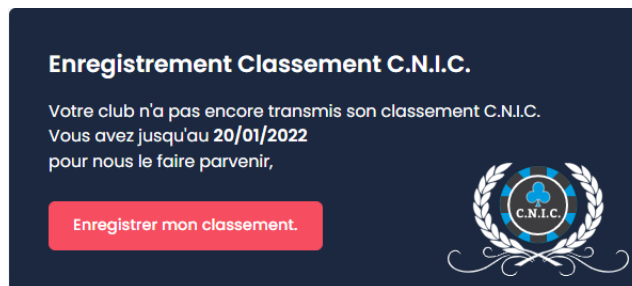 Enregistrement Classement C.N.I.C.
Votre club n'a pas encore transmis son classement C.N.I.C.
Vous avez jusqu'au 20/01/2022
pour nous le faire parvenir,
C.N.I.C.
Enregistrer mon classement.